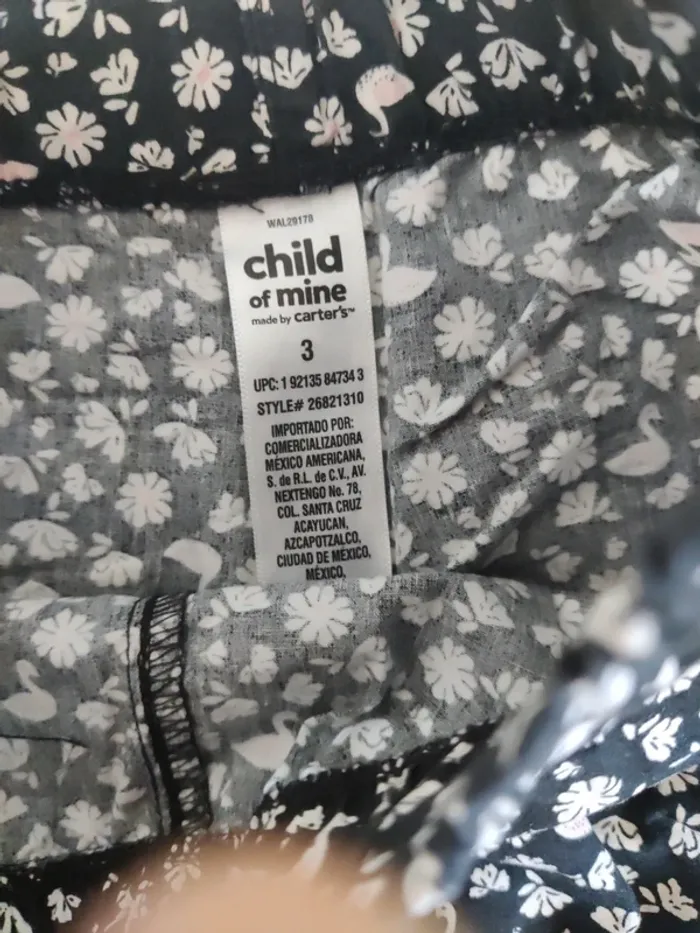 WAL29178
child
of mine
made by carter's™
3
UPC: 1 92135 84734 3
STYLE# 26821310
IMPORTADO POR:
COMERCIALIZADORA
MÉXICO AMERICANA,
S. de R.L. de C.V., AV.
NEXTENGO No. 78,
COL. SANTA CRUZ
ACAYUCAN,
AZCAPOTZALCO,
CIUDAD DE MÉXICO,
MÉXICO,